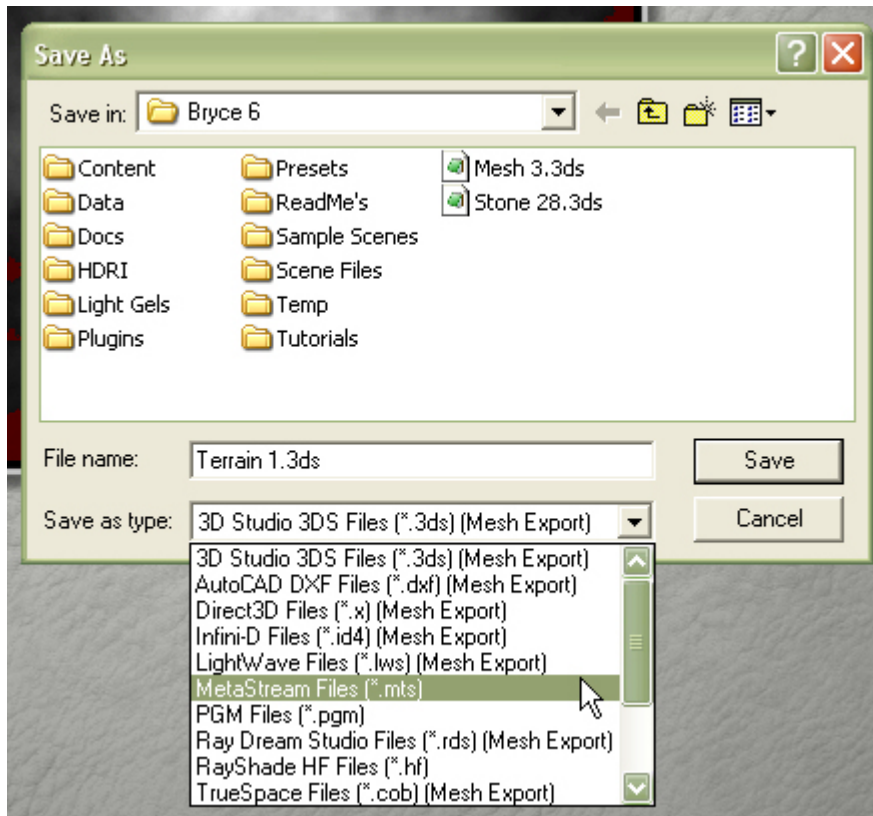 Save As
Save in: Bryce 6
Content
Data
Docs
HDRI
Light Gels
Plugins
Presets
ReadMe's
Sample Scenes
Scene Files
Temp
Tutorials
Mesh 3.3ds
Stone 28.3ds
File name: Terrain 1.3ds Save
Save as type: 3D Studio 3DS Files (*.3ds) (Mesh Export) Cancel
3D Studio 3DS Files (*.3ds) (Mesh Export)
AutoCAD DXF Files (*.dxf) (Mesh Export)
Direct3D Files (*.x) (Mesh Export)
Infini-D Files (*.id4) (Mesh Export)
LightWave Files (*.lws) (Mesh Export)
MetaStream Files (*.mts)
PGM Files (*.pgm)
Ray Dream Studio Files (*.rds) (Mesh Export)
RayShade HF Files (*.hf)
TrueSpace Files (*.cob) (Mesh Export)